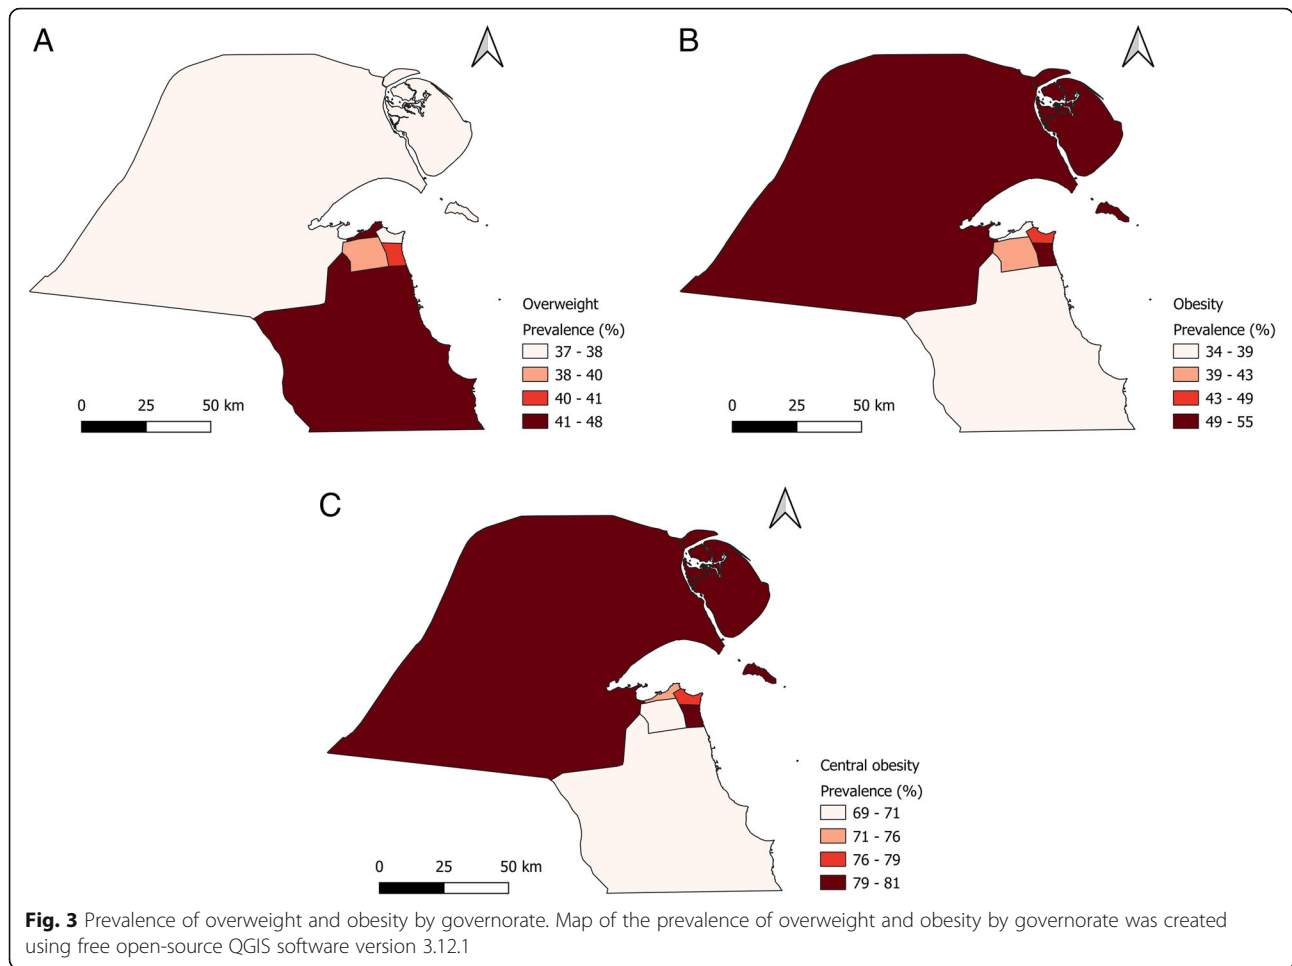 A
B
Overweight
Prevalence (%)
37 - 38
38 - 40
40 - 41
41 - 48
0 25 50 km
Obesity
Prevalence (%)
34 - 39
39 - 43
43 - 49
49 - 55
0 25 50 km
C
Central obesity
Prevalence (%)
69 - 71
71 - 76
76 - 79
79 - 81
0 25 50 km
Fig. 3 Prevalence of overweight and obesity by governorate. Map of the prevalence of overweight and obesity by governorate was created
using free open-source QGIS software version 3.12.1